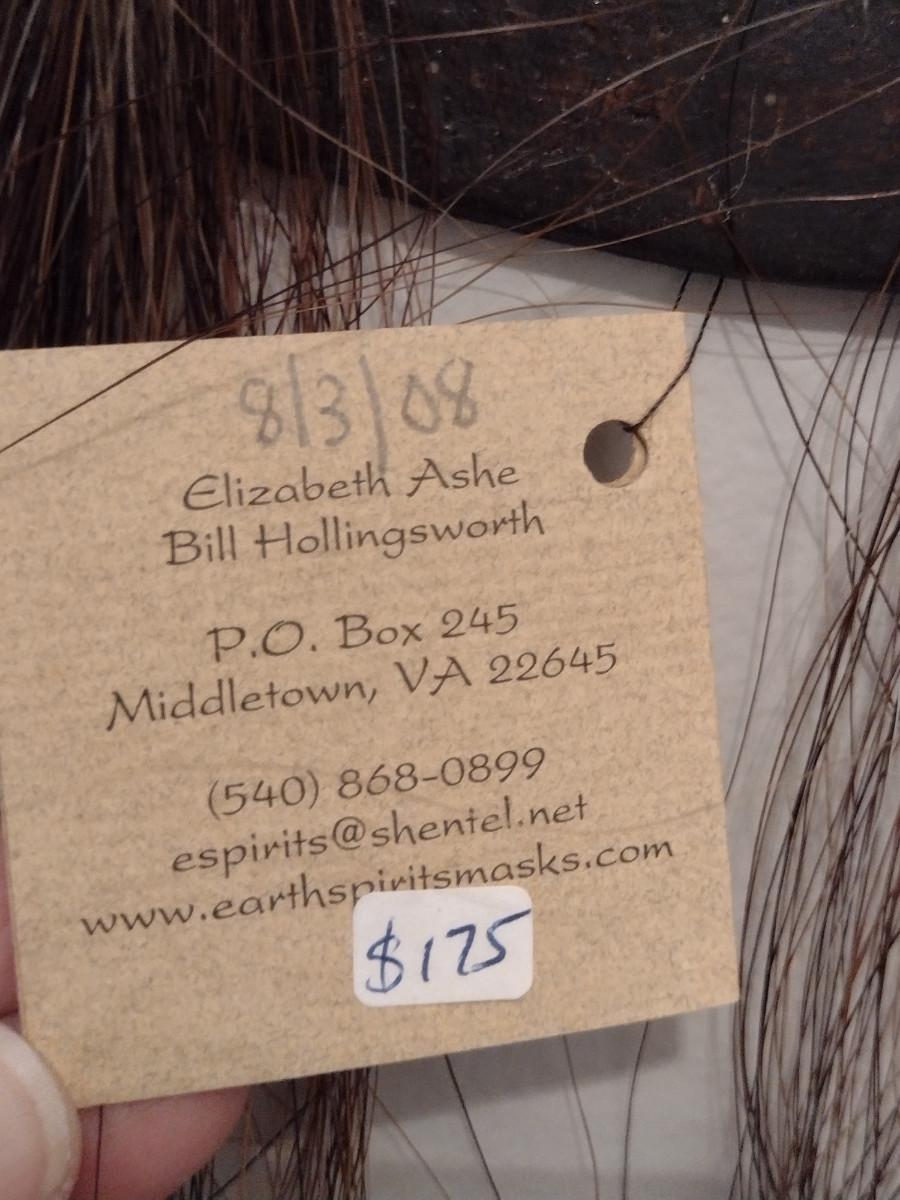 8/3/08
Elizabeth Ashe
Bill Hollingsworth
P.O. Box 245
Middletown, VA 22645
(540) 868-0899
espirits@shentel.net
www.earthspiritsmasks.com
$175